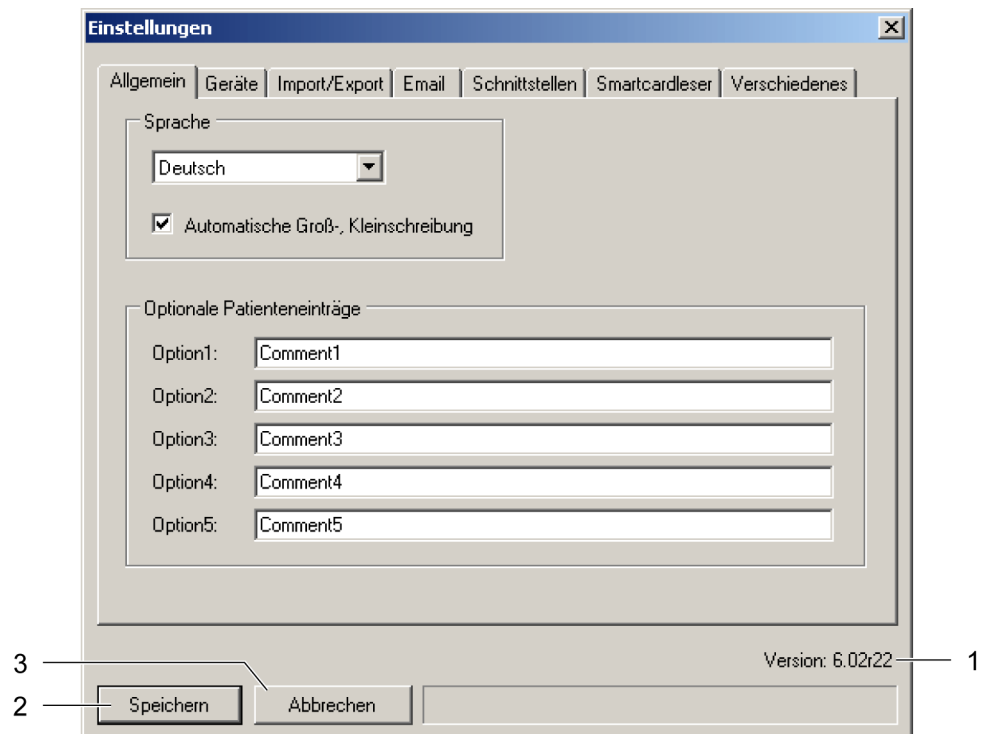 Einstellungen
Allgemein Geräte Import/Export Email Schnittstellen Smartcardleser Verschiedenes
Sprache
Deutsch
Automatische Groß-, Kleinschreibung
Optionale Patienteneinträge
Option1: Comment1
Option2: Comment2
Option3: Comment3
Option4: Comment4
Option5: Comment5
Version: 6.02r22 1
3
2 Speichern Abbrechen